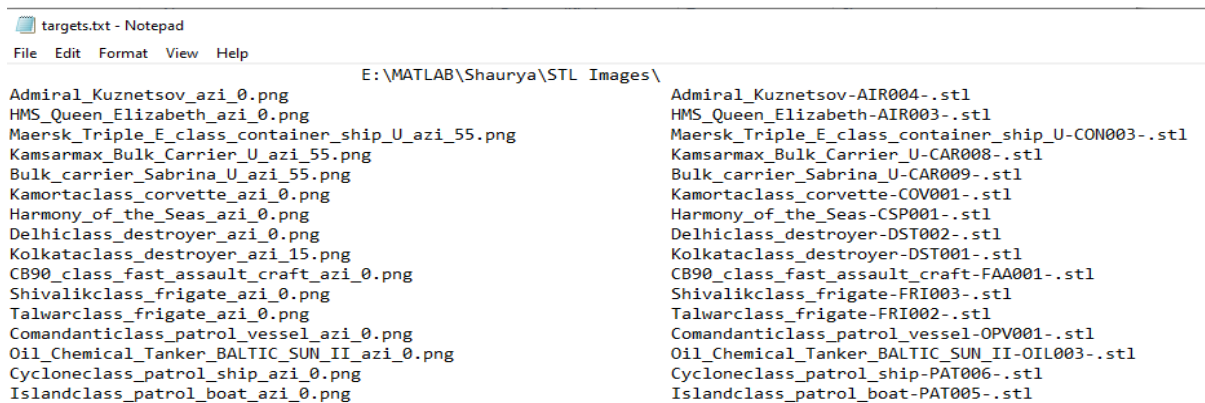 targets.txt - Notepad
File Edit Format View Help
E:\MATLAB\Shaurya\STL Images\
Admiral_Kuznetsov_azi_0.png Admiral_Kuznetsov-AIR004-.stl
HMS_Queen_Elizabeth_azi_0.png HMS_Queen_Elizabeth-AIR003-.stl
Maersk_Triple_E_class_container_ship_U_azi_55.png Maersk_Triple_E_class_container_ship_U-CON003-.stl
Kamsarmax_Bulk_Carrier_U_azi_55.png Kamsarmax_Bulk_Carrier_U-CAR008-.stl
Bulk_carrier_Sabrina_U_azi_55.png Bulk_carrier_Sabrina_U-CAR009-.stl
Kamortaclass_corvette_azi_0.png Kamortaclass_corvette-COV001-.stl
Harmony_of_the_Seas_azi_0.png Harmony_of_the_Seas-CSP001-.stl
Delhiclass_destroyer_azi_0.png Delhiclass_destroyer-DST002-.stl
Kolkataclass_destroyer_azi_15.png Kolkataclass_destroyer-DST001-.stl
CB90_class_fast_assault_craft_azi_0.png CB90_class_fast_assault_craft-FAA001-.stl
Shivalikclass_frigate_azi_0.png Shivalikclass_frigate-FRI003-.stl
Talwarclass_frigate_azi_0.png Talwarclass_frigate-FRI002-.stl
Comandanticlass_patrol_vessel_azi_0.png Comandanticlass_patrol_vessel-OPV001-.stl
Oil_Chemical_Tanker_BALTIC_SUN_II_azi_0.png Oil_Chemical_Tanker_BALTIC_SUN_II-OIL003-.stl
Cycloneclass_patrol_ship_azi_0.png Cycloneclass_patrol_ship-PAT006-.stl
Islandclass_patrol_boat_azi_0.png Islandclass_patrol_boat-PAT005-.stl